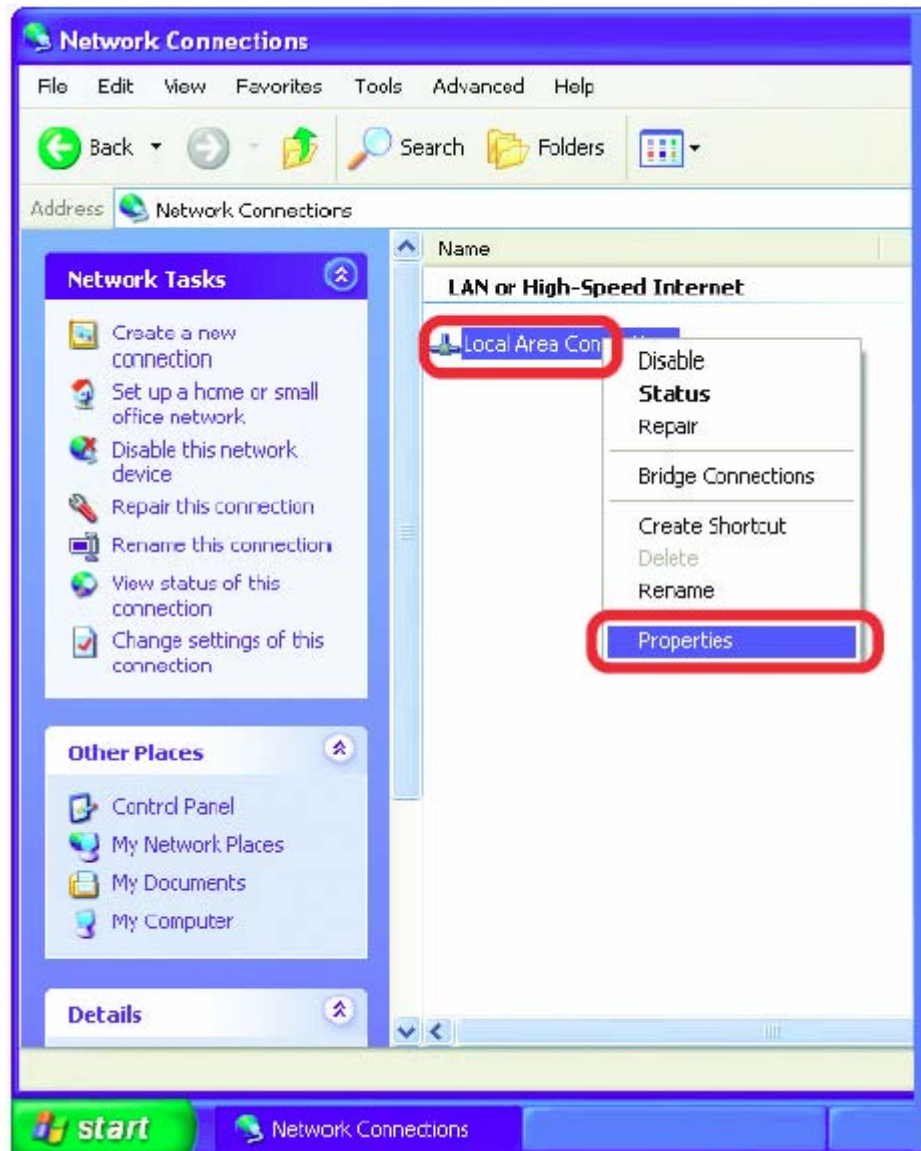 Network Connections
File Edit View Favorites Tools Advanced Help
Back Search Folders
Address Network Connections
Network Tasks
Create a new
connection
Set up a home or small
office network
Disable this network
device
Repair this connection
Rename this connection
View status of this
connection
Change settings of this
connection
Other Places
Control Panel
My Network Places
My Documents
My Computer
Details
Name
LAN or High-Speed Internet
Local Area
Disable
Status
Repair
Bridge Connections
Create Shortcut
Delete
Rename
Properties
start Network Connections